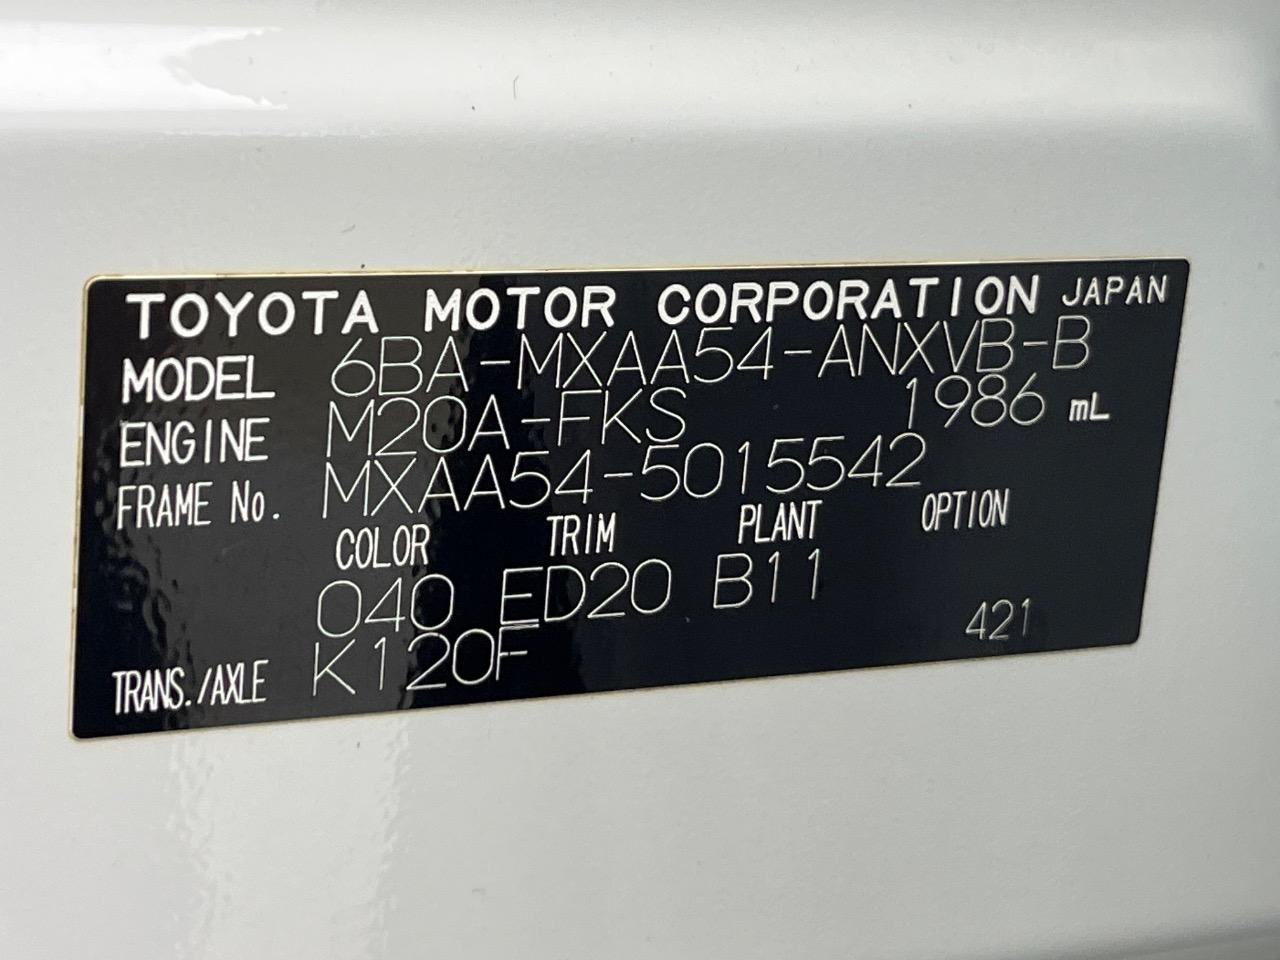 TOYOTA MOTOR CORPORATION JAPAN
MODEL 6BA-MXAA54-ANXVB-B
ENGINE M20A-FKS 1986 mL
FRAME No. MXAA54-5015542
COLOR TRIM PLANT OPTION
040 ED20 B11
TRANS./AXLE K120F 421